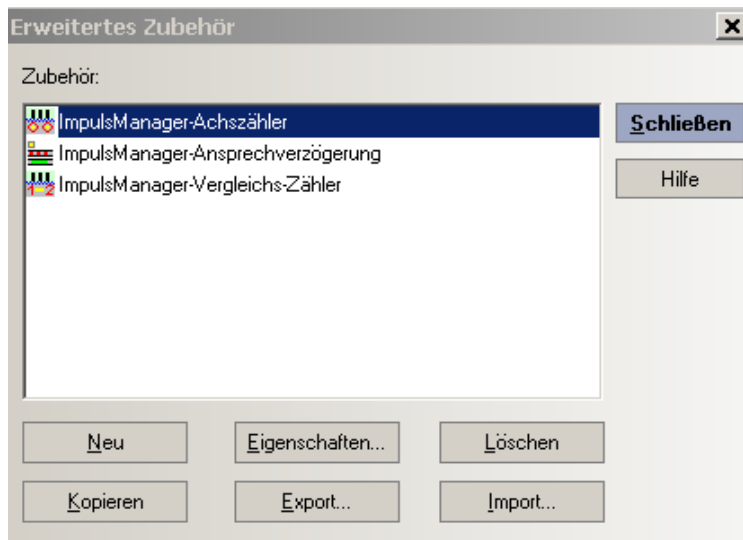 Erweitertes Zubehör
Zubehör:
ImpulsManager-Achszähler
ImpulsManager-Ansprechverzögerung
ImpulsManager-Vergleichs-Zähler
Schließen
Hilfe
Neu
Eigenschaften...
Löschen
Kopieren
Export...
Import...